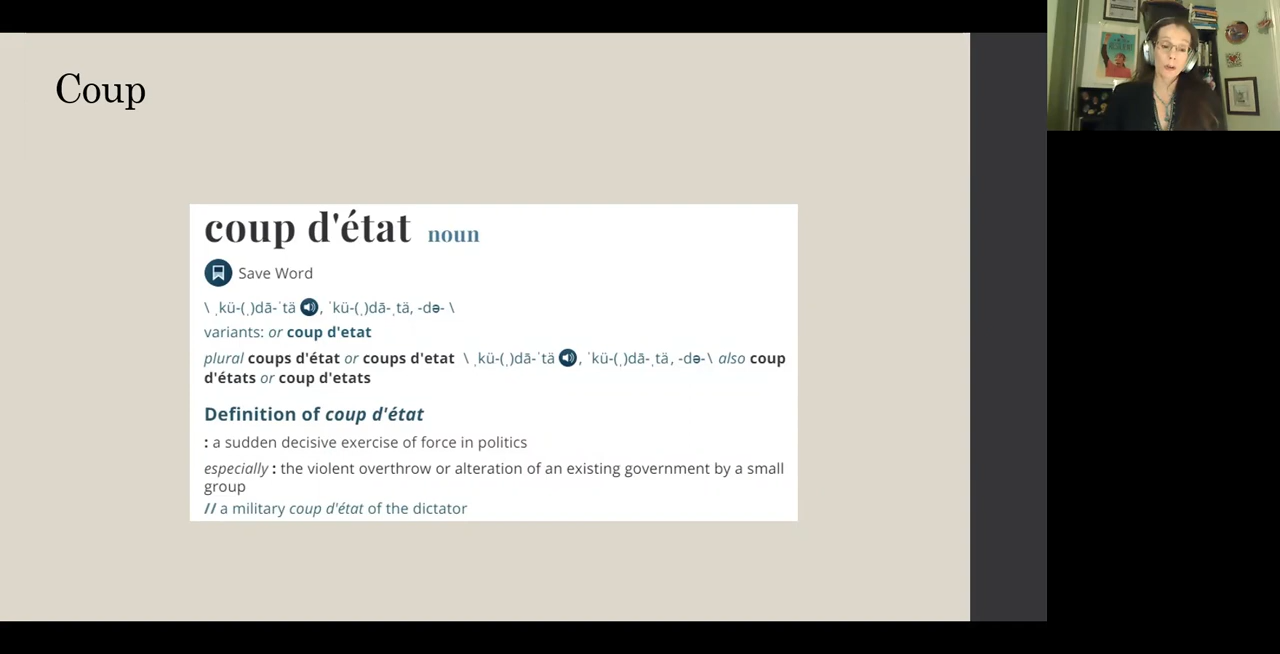 Coup
coup d'état noun
Save Word
\ ˌkü-(ˌ)dā-ˈtä , ˈkü-(ˌ)dā-ˌtä, -də- \
variants: or coup d'etat
plural coups d'état or coups d'etat \ ˌkü-(ˌ)dā-ˈtä , ˈkü-(ˌ)dā-ˌtä, -də- \ also coup
d'états or coup d'etats
Definition of coup d'état
: a sudden decisive exercise of force in politics
especially : the violent overthrow or alteration of an existing government by a small
group
// a military coup d'état of the dictator